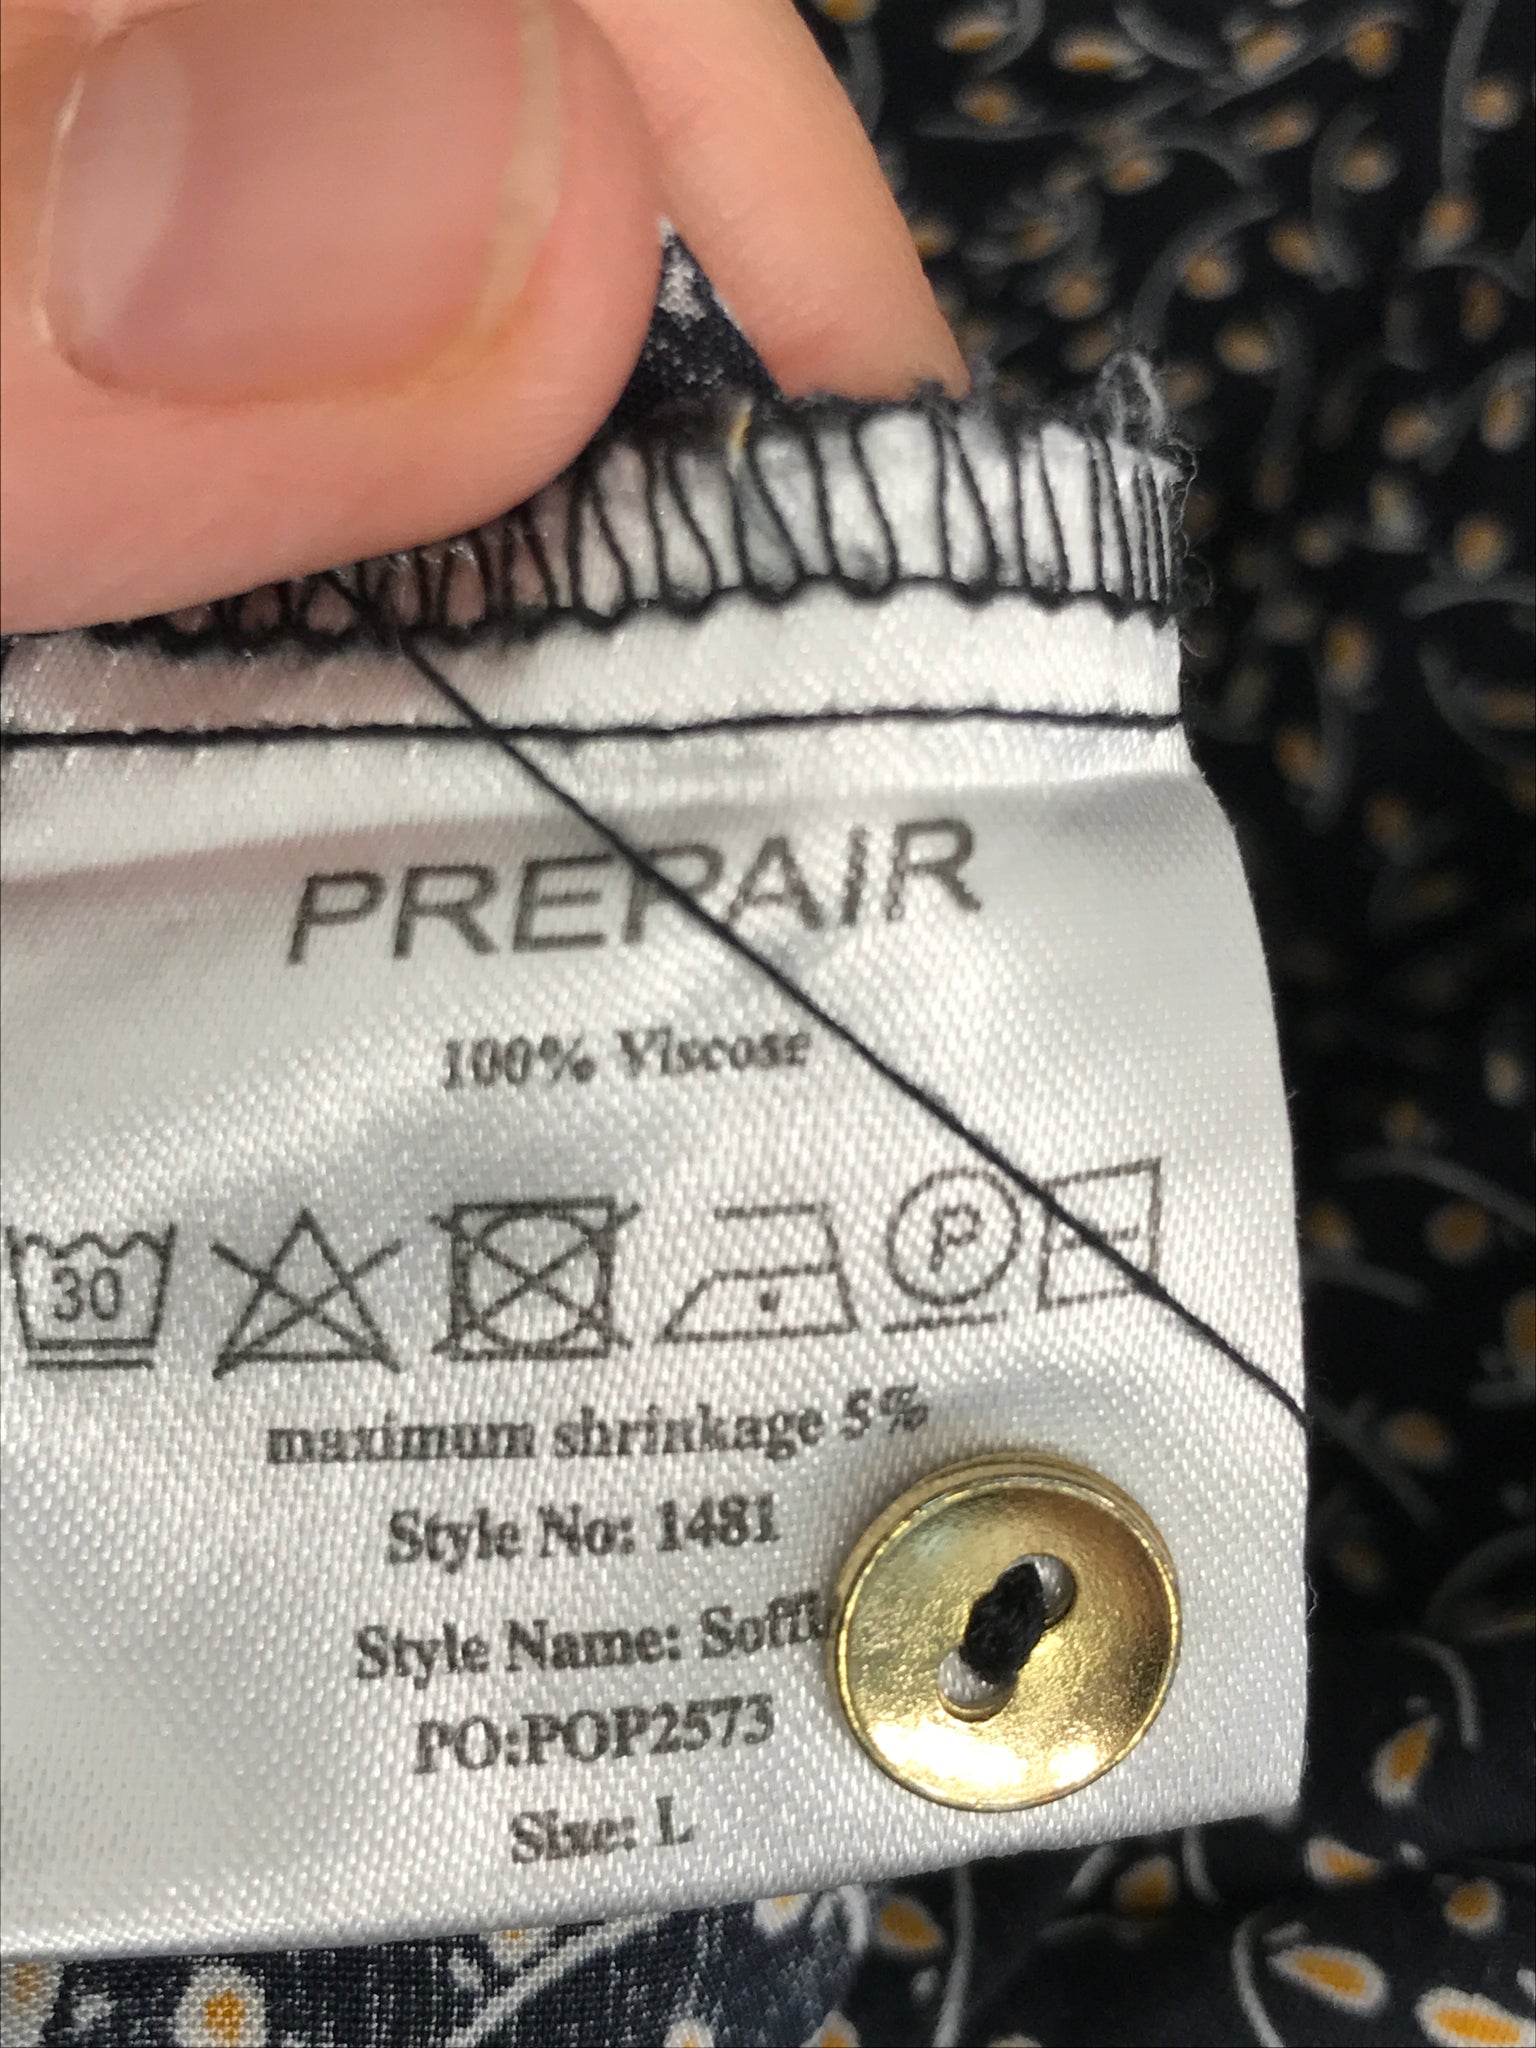 PREPAIR
100% Viscose
30
P
maximum shrinkage 5%
Style No: 1481
Style Name:
PO:POP2573
Size: L